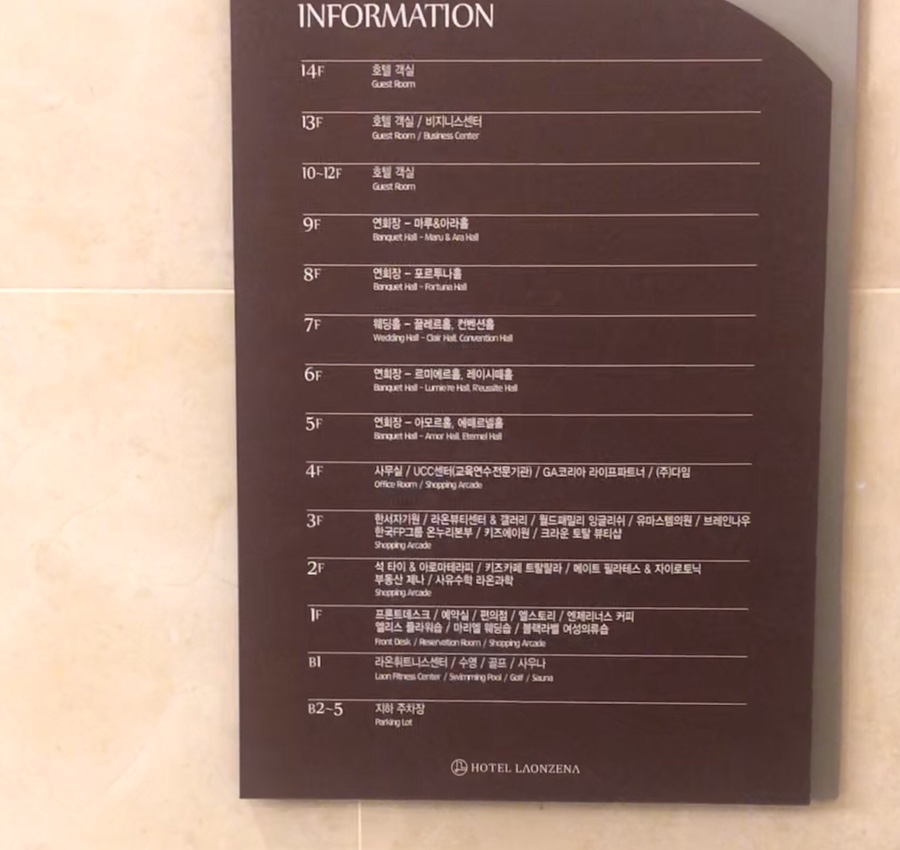 INFORMATION
14F 호텔 객실
Guest Room
13F 호텔 객실 / 비지니스센터
Guest Room / Business Center
10~12F 호텔 객실
Guest Room
9F 연회장 - 마루&아라홀
Banquet Hall - Maru & Ara Hall
8F 연회장 - 포르투나홀
Banquet Hall - Fortuna Hall
7F 웨딩홀 - 끌레르홀, 컨벤션홀
Wedding Hall - Clair Hall, Convention Hall
6F 연회장 - 르미에르홀, 레이시떼홀
Banquet Hall - Lumie're Hall, R'eussite Hall
5F 연회장 - 아모르홀, 에떼르넬홀
Banquet Hall - Amor Hall, Eternel Hall
4F 사무실 / UCC센터(교육연수전문기관) / GA코리아 라이프파트너 / (주)다임
Office Room / Shopping Arcade
3F 한서자기원 / 라온뷰티센터 & 갤러리 / 월드패밀리 잉글리쉬 / 유마스템의원 / 브레인나우
한국FP그룹 온누리본부 / 키즈에이원 / 크라운 토탈 뷰티샵
Shopping Arcade
2F 석 타이 & 아로마테라피 / 키즈카페 트랄랄라 / 메이트 필라테스 & 자이로토닉
부동산 제나 / 사유수학 라온과학
Shopping Arcade
1F 프론트데스크 / 예약실 / 편의점 / 엘스토리 / 엔제리너스 커피
엘리스 플라워숍 / 마리엘 웨딩숍 / 블랙라벨 여성의류숍
Front Desk / Reservation Room / Shopping Arcade
B1 라온휘트니스센터 / 수영 / 골프 / 사우나
Laon Fitness Center / Swimming Pool / Golf / Sauna
B2~5 지하 주차장
Parking Lot
HOTEL LAONZENA